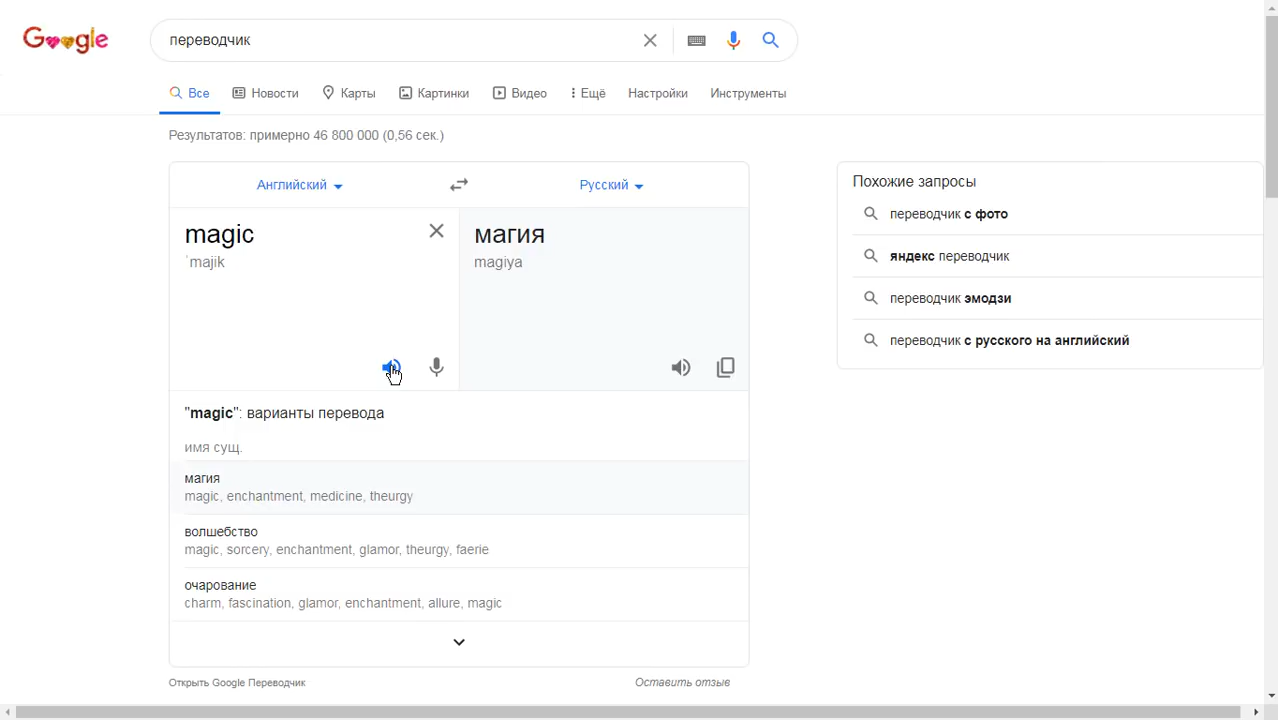 Google
переводчик
Все Новости Карты Картинки Видео Ещё Настройки Инструменты
Результатов: примерно 46 800 000 (0,56 сек.)
Английский Русский
magic
ˈmajik
магия
magiya
"magic": варианты перевода
имя сущ.
магия
magic, enchantment, medicine, theurgy
волшебство
magic, sorcery, enchantment, glamor, theurgy, faerie
очарование
charm, fascination, glamor, enchantment, allure, magic
Открыть Google Переводчик Оставить отзыв
Похожие запросы
переводчик с фото
яндекс переводчик
переводчик эмодзи
переводчик с русского на английский